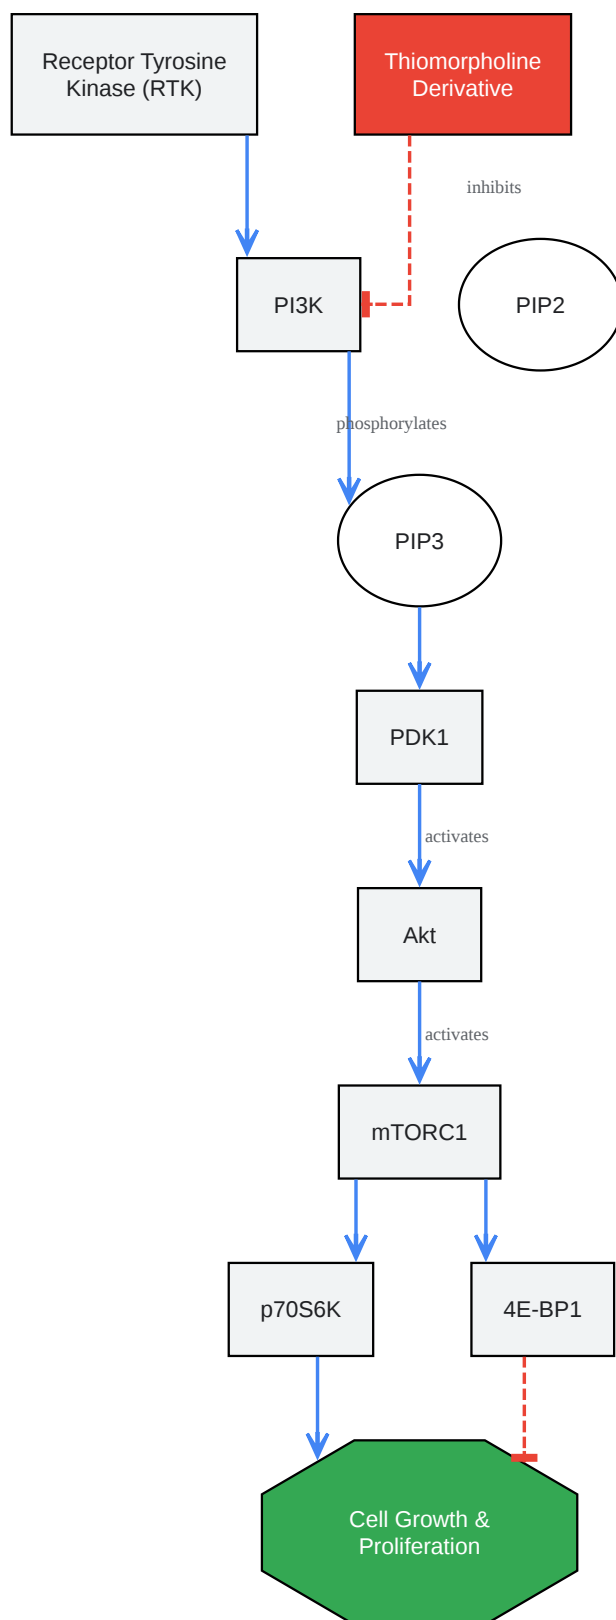 Receptor Tyrosine
Kinase (RTK)
Thiomorpholine
Derivative
inhibits
PI3K
PIP2
phosphorylates
PIP3
PDK1
activates
Akt
activates
mTORC1
p70S6K
4E-BP1
Cell Growth &
Proliferation